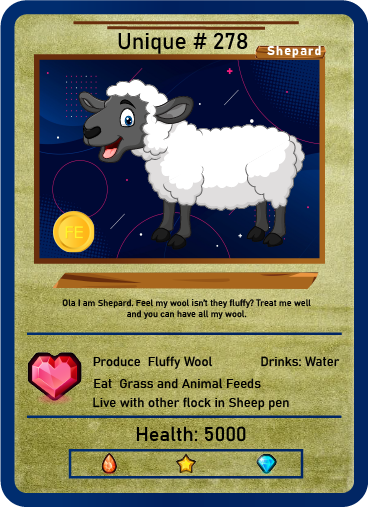 Unique # 278
Shepard
FE
Ola I am Shepard. Feel my wool isn't they fluffy? Treat me well
and you can have all my wool.
Produce Fluffy Wool Drinks: Water
Eat Grass and Animal Feeds
Live with other flock in Sheep pen
Health: 5000